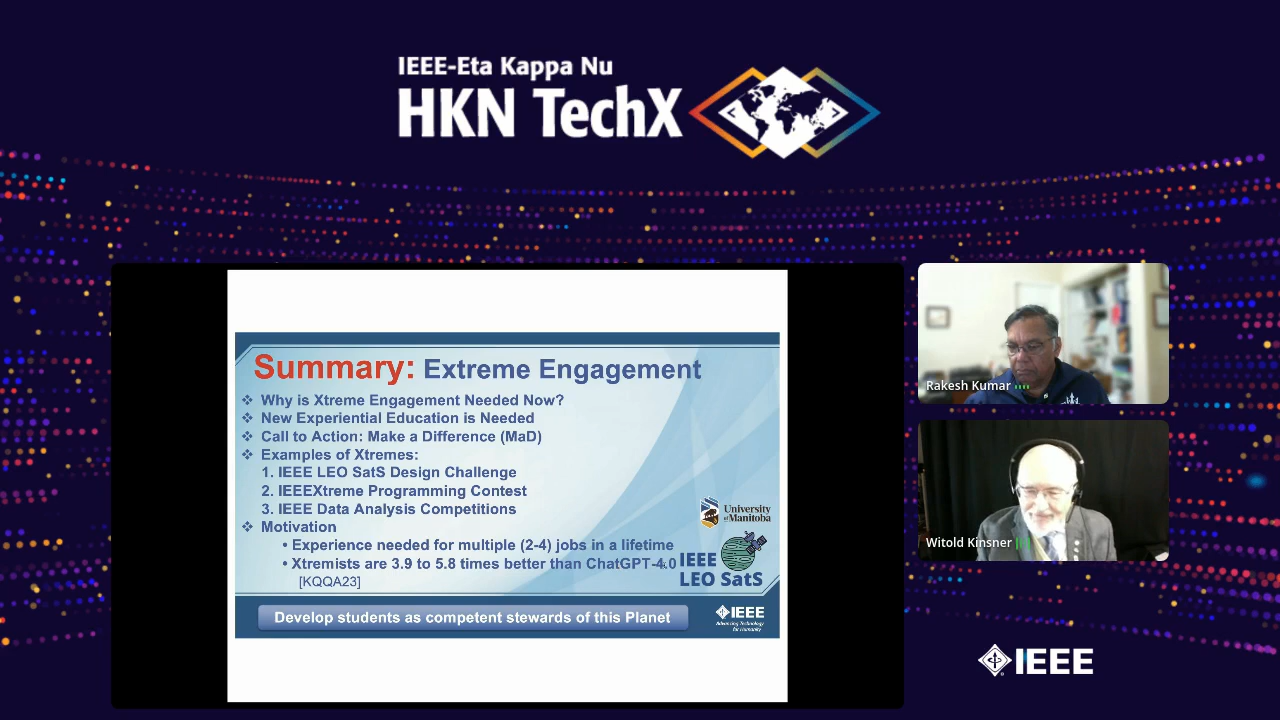 IEEE-Eta Kappa Nu
HKN TechX
Summary: Extreme Engagement
❖ Why is Xtreme Engagement Needed Now?
❖ New Experiential Education is Needed
❖ Call to Action: Make a Difference (MaD)
❖ Examples of Xtremes:
1. IEEE LEO SatS Design Challenge
2. IEEEXtreme Programming Contest
3. IEEE Data Analysis Competitions
❖ Motivation
• Experience needed for multiple (2-4) jobs in a lifetime
• Xtremists are 3.9 to 5.8 times better than ChatGPT-4.0
[KQQA23]
University
of Manitoba
IEEE
LEO SatS
Develop students as competent stewards of this Planet
IEEE
Advancing Technology
for Humanity
Rakesh Kumar
Witold Kinsner
IEEE